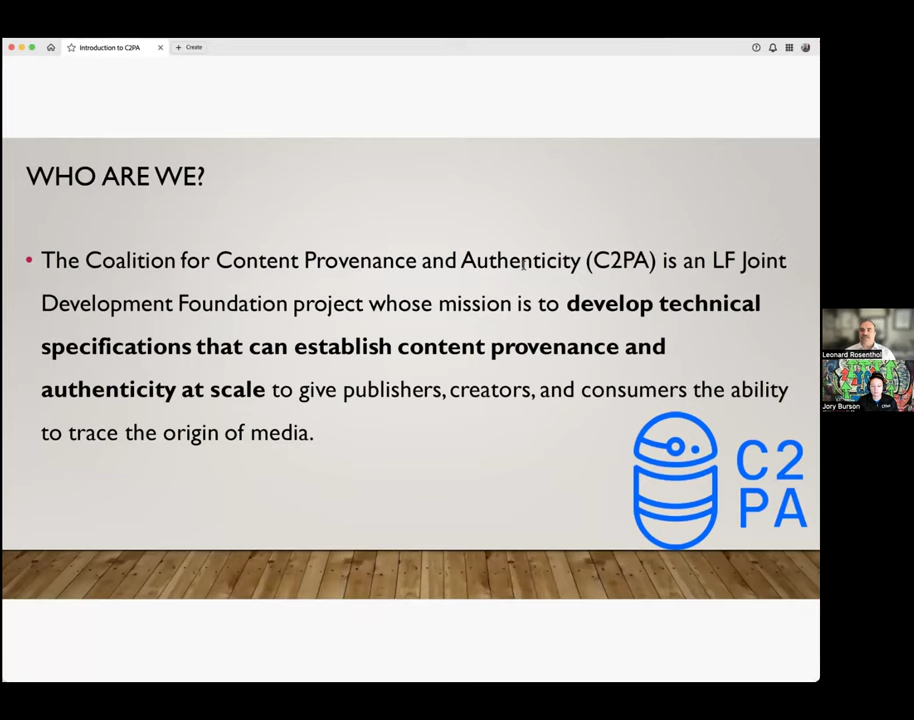 Introduction to C2PA
Create
WHO ARE WE?
• The Coalition for Content Provenance and Authenticity (C2PA) is an LF Joint
Development Foundation project whose mission is to develop technical
specifications that can establish content provenance and
authenticity at scale to give publishers, creators, and consumers the ability
to trace the origin of media.
C2
PA
Leonard Rosenthol
Jory Burson